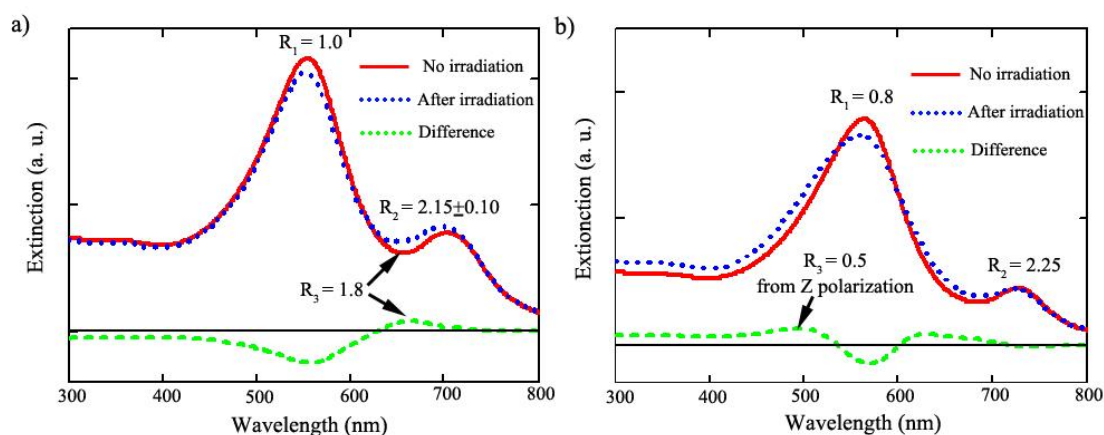 a)
R1 = 1.0
No irradiation
After irradiation
Difference
R2 = 2.15±0.10
R3 = 1.8
Extinction (a. u.)
300 400 500 600 700 800
Wavelength (nm)
b)
No irradiation
R1 = 0.8
After irradiation
Difference
R3 = 0.5
from Z polarization
R2 = 2.25
Extionction (a. u.)
300 400 500 600 700 800
Wavelength (nm)